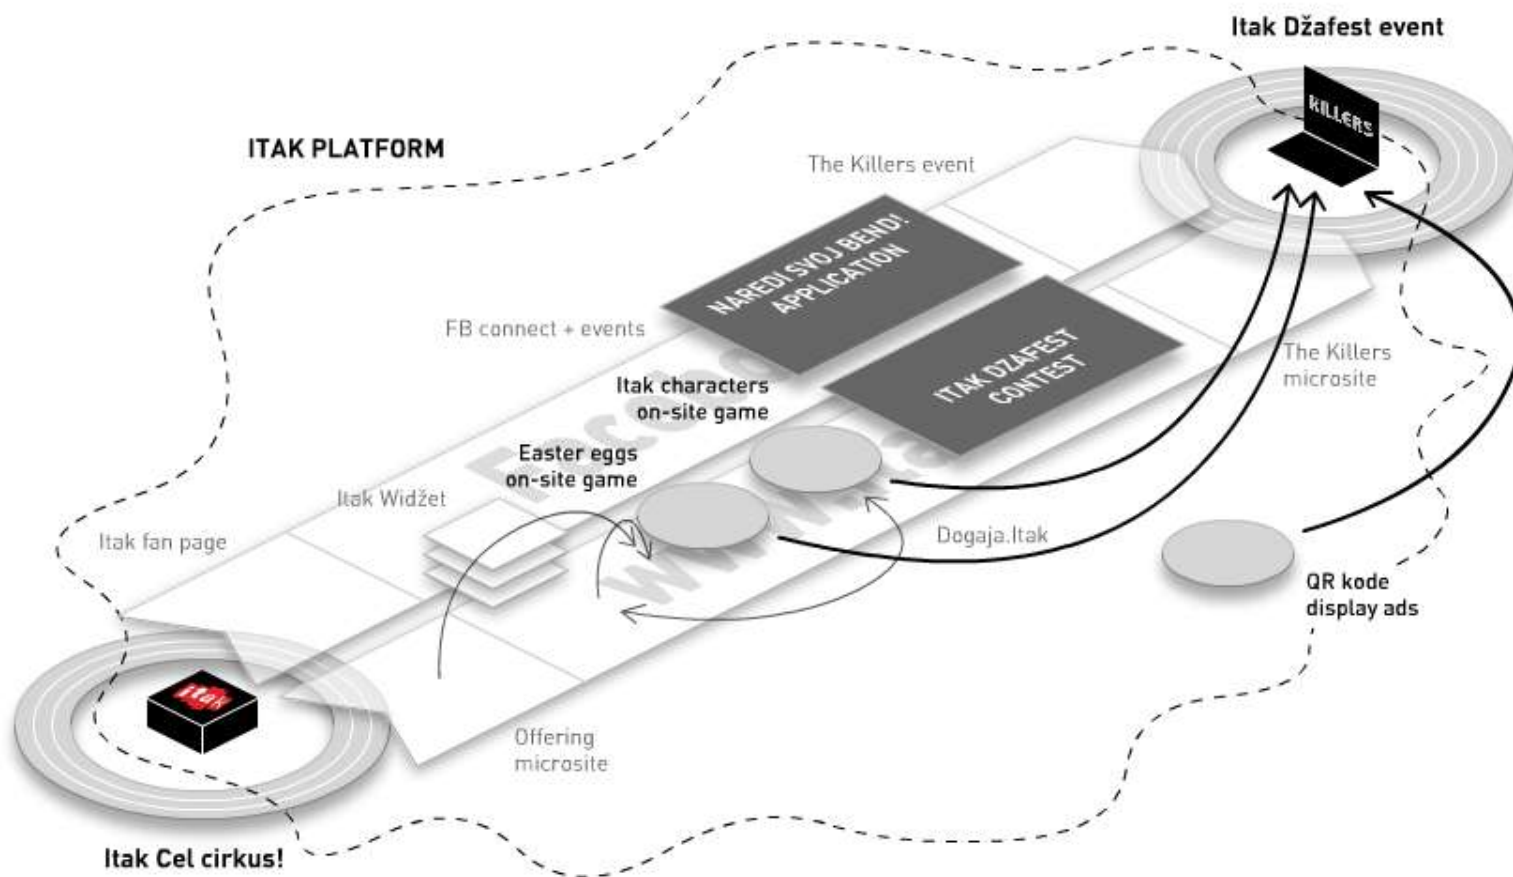 Itak Džafest event
KILLERS
ITAK PLATFORM
The Killers event
NAREDI SVOJ BEND!
APPLICATION
FB connect + events
ITAK DZAFEST
CONTEST
The Killers
microsite
Itak characters
on-site game
Easter eggs
on-site game
Itak Widžet
Itak fan page
Dogaja.Itak
QR kode
display ads
itak
Offering
microsite
Itak Cel cirkus!